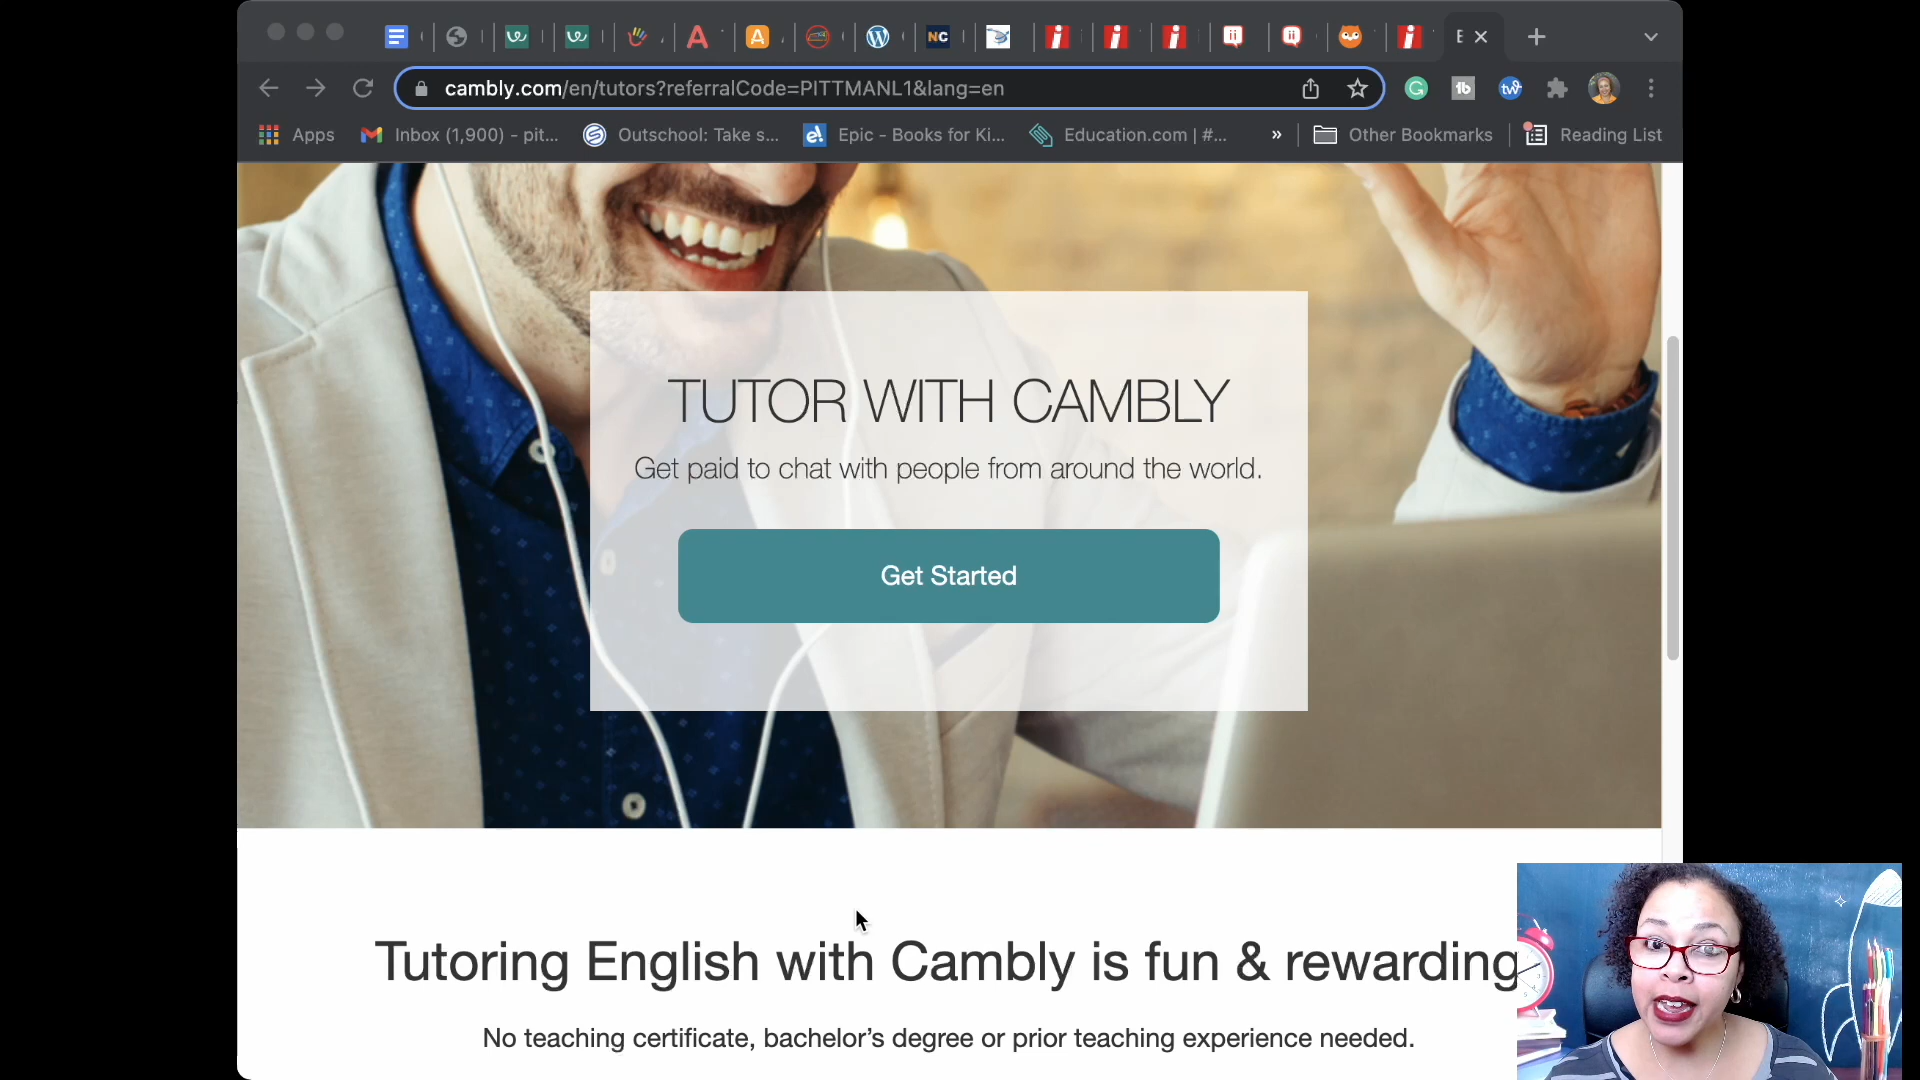 E
cambly.com/en/tutors?referralCode=PITTMANL1&lang=en
Apps Inbox (1,900) - pit... Outschool: Take s... Epic - Books for Ki... Education.com | #... » Other Bookmarks Reading List
TUTOR WITH CAMBLY
Get paid to chat with people from around the world.
Get Started
Tutoring English with Cambly is fun & rewarding
No teaching certificate, bachelor's degree or prior teaching experience needed.